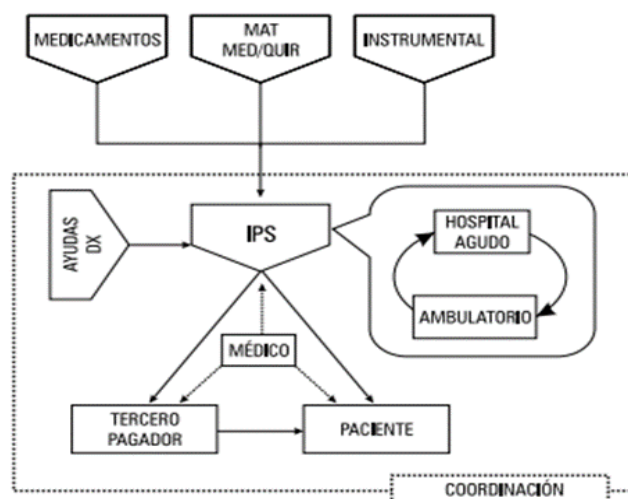 MEDICAMENTOS
MAT
MED/QUIR
INSTRUMENTAL
AYUDAS
DX
IPS
HOSPITAL
AGUDO
AMBULATORIO
MÉDICO
TERCERO
PAGADOR
PACIENTE
COORDINACIÓN